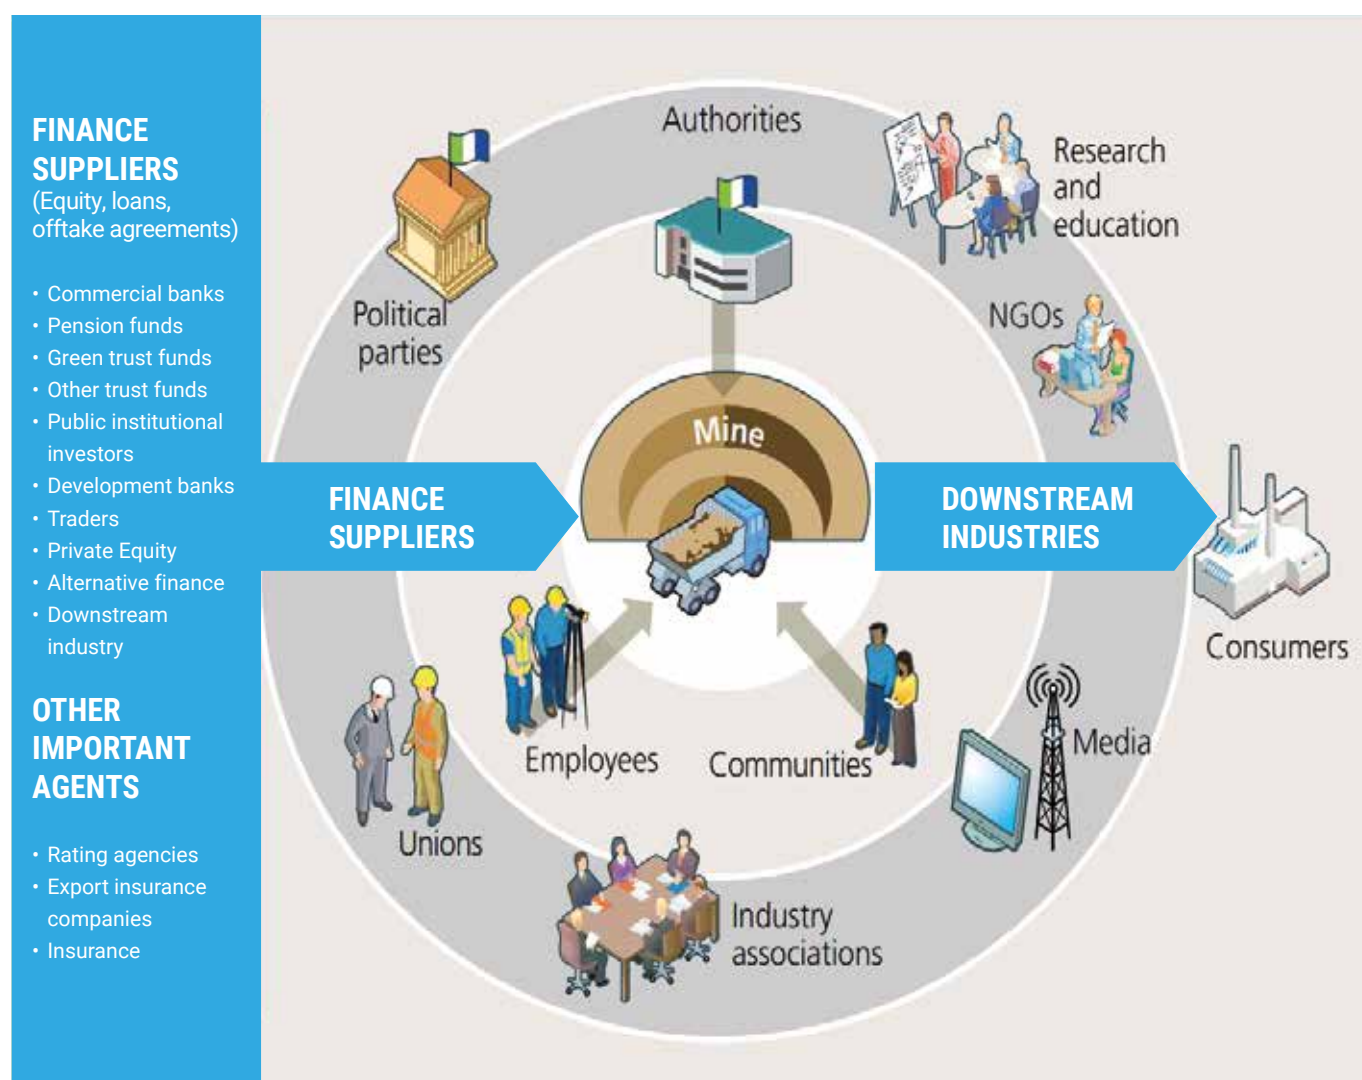 FINANCE
SUPPLIERS
(Equity, loans,
offtake agreements)
• Commercial banks
• Pension funds
• Green trust funds
• Other trust funds
• Public institutional
investors
• Development banks
• Traders
• Private Equity
• Alternative finance
• Downstream
industry
OTHER
IMPORTANT
AGENTS
• Rating agencies
• Export insurance
companies
• Insurance
Authorities
Research
and
education
Political
parties
NGOs
Mine
FINANCE
SUPPLIERS
DOWNSTREAM
INDUSTRIES
Consumers
Employees
Communities
Media
Unions
Industry
associations